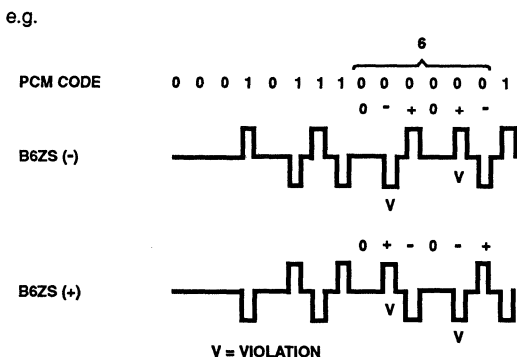 e.g.
6
PCM CODE 0 0 0 1 0 1 1 1 0 0 0 0 0 0 1
0 - + 0 + -
B6ZS (-)
V
V
0 + - 0 - +
B6ZS (+)
V
V
V = VIOLATION